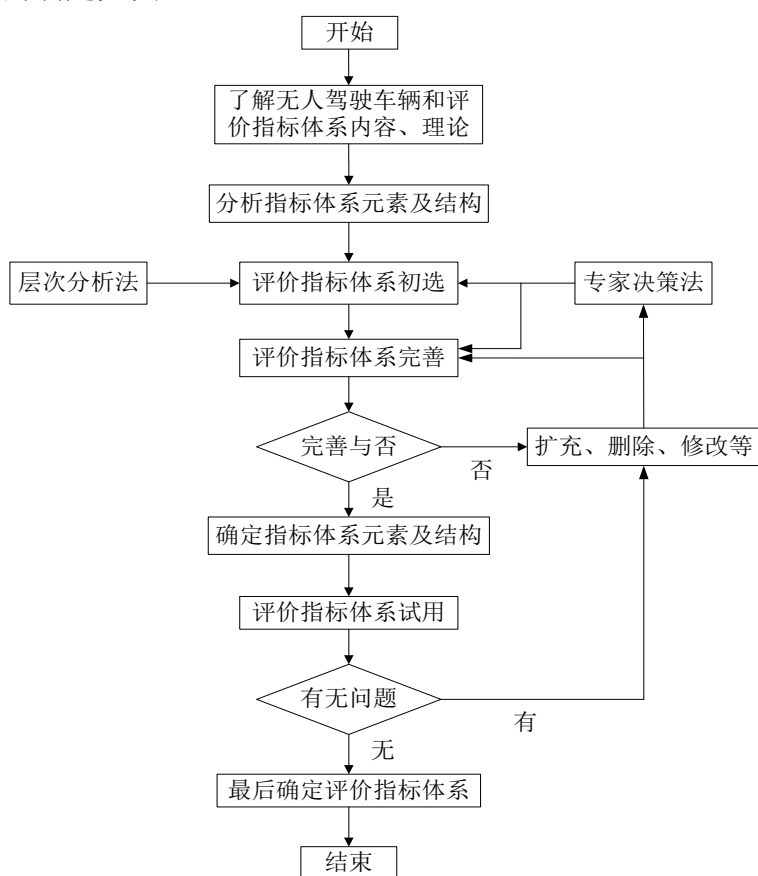 开始
了解无人驾驶车辆和评
价指标体系内容、理论
分析指标体系元素及结构
层次分析法
评价指标体系初选
专家决策法
评价指标体系完善
完善与否
否
扩充、删除、修改等
是
确定指标体系元素及结构
评价指标体系试用
有无问题
有
无
最后确定评价指标体系
结束